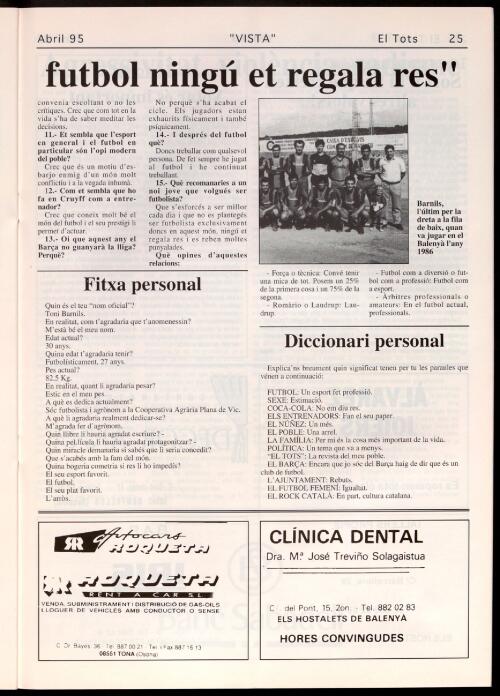 Abril 95
"VISTA"
El Tots 25
futbol ningú et regala res"
convenia escoltant o no les
crítiques. Crec que com tot en la
vida s'ha de saber meditar les
decisions.
11.- Et sembla que l'esport
en general i el futbol en
particular són l'opi modern
del poble?
Crec que és un motiu d'es-
barjo enmig d'un món molt
conflictiu i a la vegada inhumà.
12.- Com et sembla que ho
fa en Cruyff com a entre-
nador?
Crec que coneix molt bé el
món del futbol i el seu prestigi li
permet d'actuar.
13.- Oi que aquest any el
Barça no guanyarà la lliga?
Perquè?
No perquè s'ha acabat el
cicle. Els jugadors estan
exhaurits físicament i també
psíquicament.
14.- I després del futbol
què?
Doncs treballar com qualsevol
persona. De fet sempre he jugat
al futbol i he continuat
treballant.
15.- Què recomanaries a un
noi jove que volgués ser
futbolista?
Que s'esforcés a ser millor
cada dia i que no es plantegés
ser futbolista exclusivament
doncs en aquest món, ningú et
regala res i es reben moltes
punyalades.
Què opines d'aquestes
relacions:
Barnils,
l'últim per la
dreta a la fila
de baix, quan
va jugar en el
Balenyà l'any
1986
- Força o tècnica: Convé tenir
una mica de tot. Posem un 25%
de la primera cosa i un 75% de la
segona.
- Romàrio o Laudrup: Lau-
drup.
- Futbol com a diversió o fut-
bol com a professió: Futbol com
a esport.
- Àrbitres professionals o
amateurs: En el futbol actual,
professionals.
Fitxa personal
Quin és el teu "nom oficial"?
Toni Barnils.
En realitat, com t'agradaria que t'anomenessin?
M'està bé el meu nom.
Edat actual?
30 anys.
Quina edat t'agradaria tenir?
Futbolísticament, 27 anys.
Pes actual?
82.5 Kg.
En realitat, quant li agradaria pesar?
Estic en el meu pes.
A què es dedica actualment?
Sóc futbolista i agrònom a la Cooperativa Agrària Plana de Vic.
A què li agradaria realment dedicar-se?
M'agrada fer d'agrònom.
Quin llibre li hauria agradat escriure? -
Quina pel.lícula li hauria agradat protagonitzar? -
Quin miracle demanaria si sabés que li seria concedit?
Que s'acabés amb la fam del món.
Quina bogeria cometria si res li ho impedís?
El seu esport favorit.
El futbol.
El seu plat favorit.
L'arròs.
Diccionari personal
Explica'ns breument quin significat tenen per tu les paraules que
vénen a continuació:
FUTBOL: Un esport fet professió.
SEXE: Estimació.
COCA-COLA: No em diu res.
ELS ENTRENADORS: Fan el seu paper.
EL NÚÑEZ: Un més.
EL POBLE: Una arrel.
LA FAMÍLIA: Per mi és la cosa més important de la vida.
POLÍTICA: Un tema que va a menys.
"EL TOTS": La revista del meu poble.
EL BARÇA: Encara que jo sóc del Barça haig de dir que és un
club de futbol.
L'AJUNTAMENT: Rebuts.
EL FUTBOL FEMENÍ: Igualtat.
EL ROCK CATALÀ: En part, cultura catalana.
Autocars
ROQUETA
ROQUETA
RENT A CAR S.L.
VENDA, SUBMINISTRAMENT I DISTRIBUCIÓ DE GAS-OILS
LLOGUER DE VEHICLES AMB CONDUCTOR O SENSE
C. Dr. Bayes, 36 - Tel. 887 00 21 - Tel. i Fax 887 15 13
08551 TONA (Osona)
CLÍNICA DENTAL
Dra. M.ª José Treviño Solagaistua
C. del Pont, 15, 2on. - Tel. 882 02 83
ELS HOSTALETS DE BALENYÀ
HORES CONVINGUDES